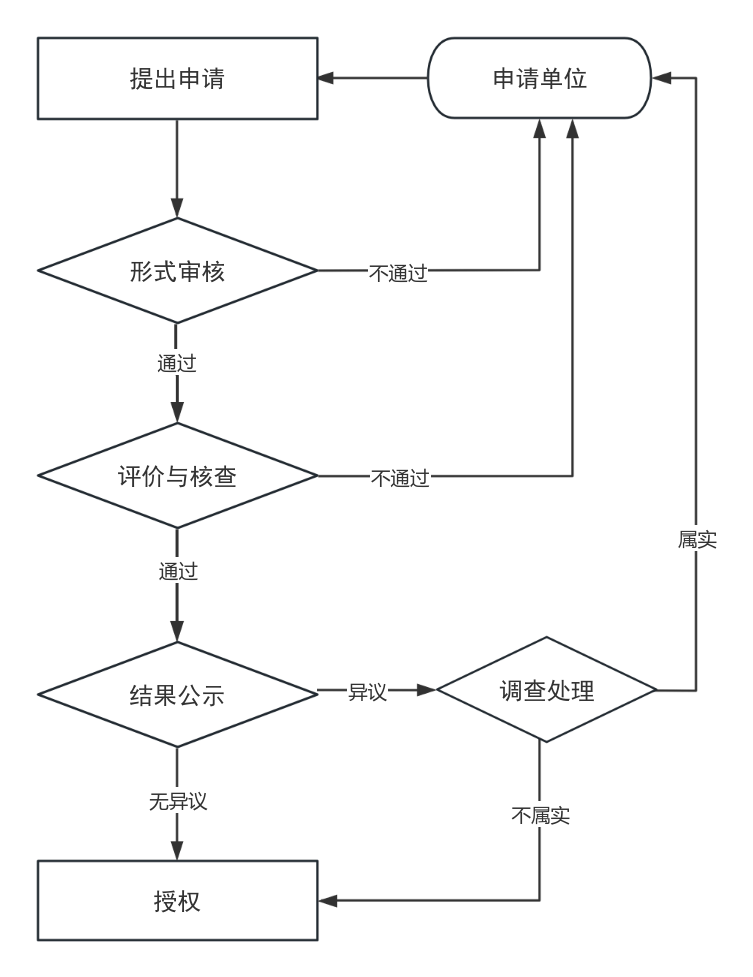 提出申请
申请单位
形式审核
不通过
通过
评价与核查
不通过
属实
通过
结果公示
异议
调查处理
无异议
不属实
授权